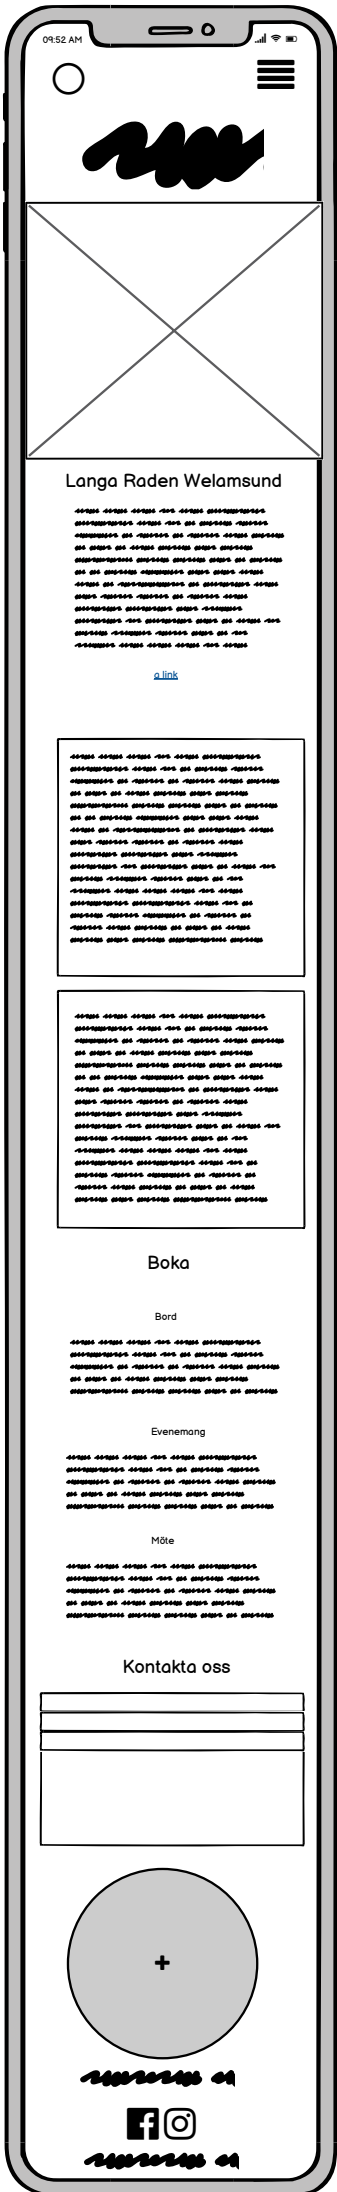 09:52 AM
Langa Raden Welamsund
a link
Boka
Bord
Evenemang
Möte
Kontakta oss